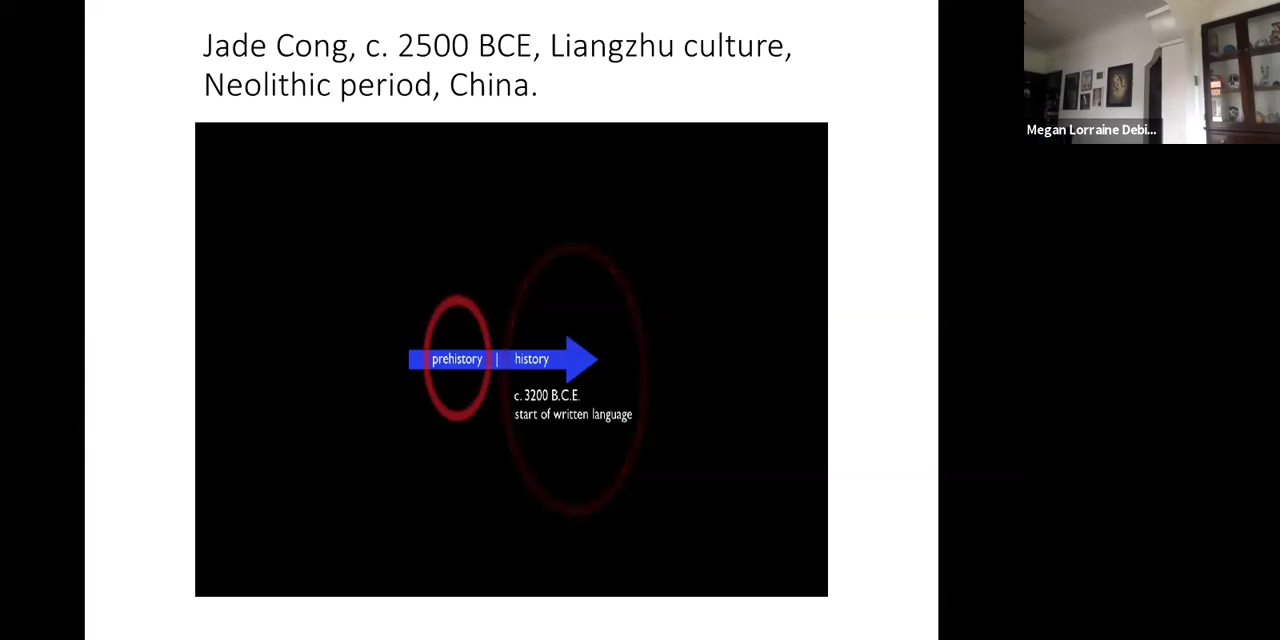 Jade Cong, c. 2500 BCE, Liangzhu culture,
Neolithic period, China.
Megan Lorraine Debi...
prehistory | history
c. 3200 B.C.E.
start of written language